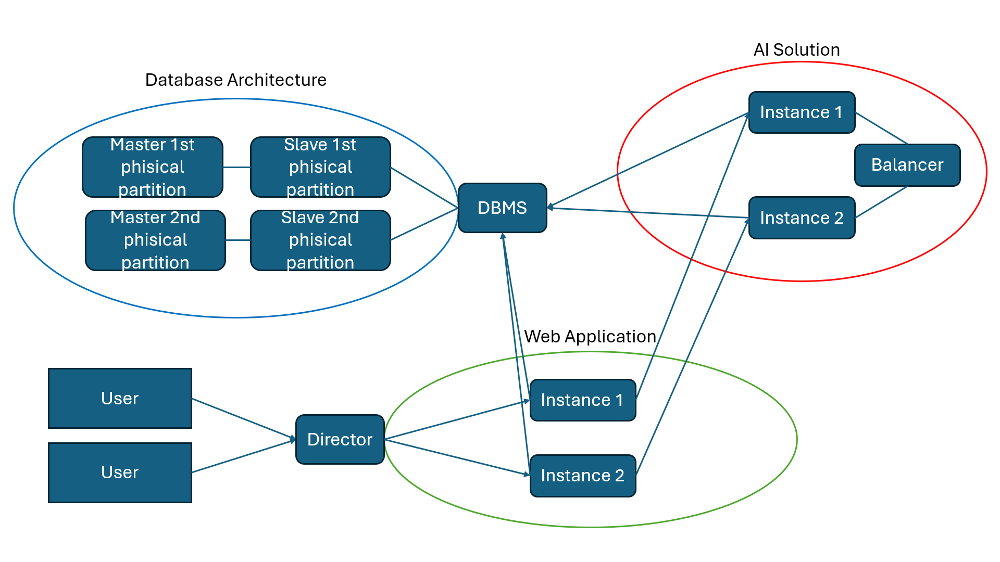 AI Solution
Database Architecture
Instance 1
Master 1st
phisical
partition
Slave 1st
phisical
partition
Balancer
DBMS
Master 2nd
phisical
partition
Slave 2nd
phisical
partition
Instance 2
Web Application
User
Instance 1
Director
User
Instance 2